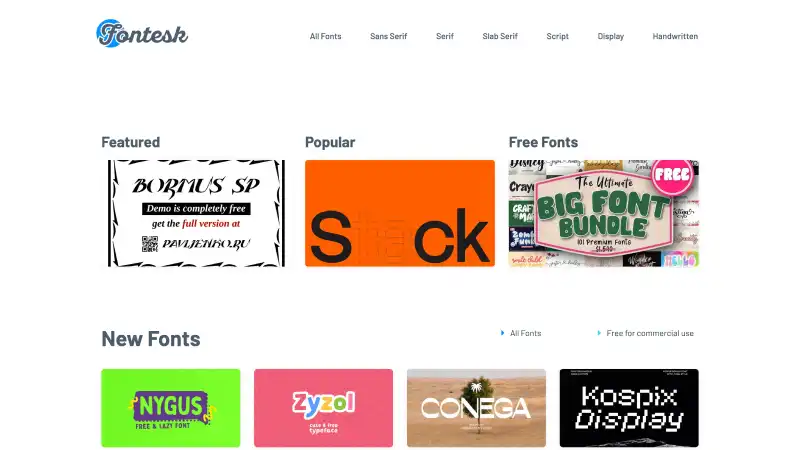 Fontesk
All Fonts
Sans Serif
Serif
Slab Serif
Script
Display
Handwritten
Featured
Popular
Free Fonts
BORMUS SP
Demo is completely free
get the full version at
PAVLJENKO.RU
Stack
Disney
The Ultimate
BIG FONT
BUNDLE
101 Premium Fonts
FREE
New Fonts
All Fonts
Free for commercial use
NYGUS
FREE & LAZY FONT
Zyzol
cute & free
typeface
CONEGA
Kospix
Display